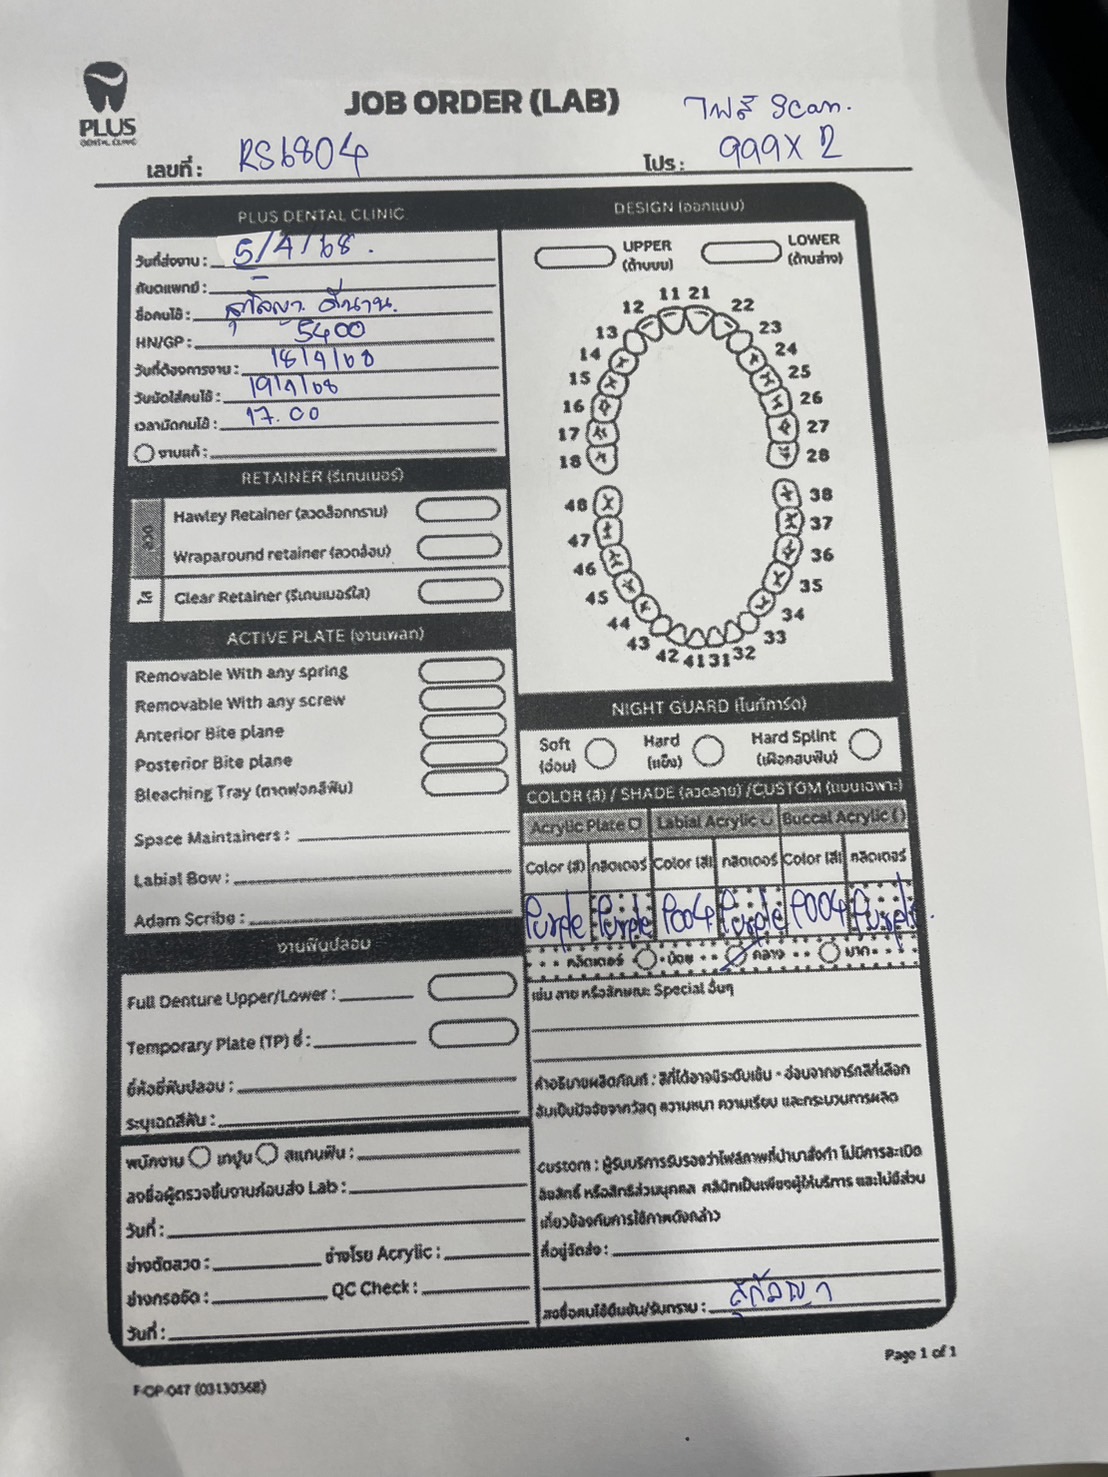 PLUS
DENTAL CLINIC
JOB ORDER (LAB)
ไฟล์ Scan.
เลขที่ : RS6804
โปร : 999 X 2
PLUS DENTAL CLINIC
วันที่ส่งงาน : 5/4/68.
ทันตแพทย์ : -
ชื่อคนไข้ : สุกัลญา
HN/GP : 5400
วันที่ต้องการงาน : 18/4/68
วันนัดใส่คนไข้ : 19/4/68
เวลานัดคนไข้ : 17.00
งานแก้ :
RETAINER (รีเทนเนอร์)
ลวด
Hawley Retainer (ลวดล็อกกราม)
Wraparound retainer (ลวดอ้อม)
ใส
Clear Retainer (รีเทนเนอร์ใส)
ACTIVE PLATE (งานเพลท)
Removable With any spring
Removable With any screw
Anterior Bite plane
Posterior Bite plane
Bleaching Tray (ถาดฟอกสีฟัน)
Space Maintainers :
Labial Bow :
Adam Scribe :
งานฟันปลอม
Full Denture Upper/Lower :
Temporary Plate (TP) ซี่ :
ยี่ห้อซี่ฟันปลอม :
ระบุเฉดสีฟัน :
พนักงาน เทปูน สแกนฟัน :
ลงชื่อผู้ตรวจชิ้นงานก่อนส่ง Lab :
วันที่ :
ช่างดัดลวด : ช่างโรย Acrylic :
ช่างกรอขัด : QC Check :
วันที่ :
DESIGN (ออกแบบ)
UPPER
(ด้านบน)
LOWER
(ด้านล่าง)
11 21
12 22
13 23
14 24
15 25
16 26
17 27
18 28
48 38
47 37
46 36
45 35
44 34
43 33
42 41 31 32
NIGHT GUARD (ไนท์การ์ด)
Soft
(อ่อน)
Hard
(แข็ง)
Hard Splint
(เฝือกสบฟัน)
COLOR (สี) / SHADE (ลวดลาย) /CUSTOM (แบบเฉพาะ)
Acrylic Plate Labial Acrylic Buccal Acrylic
Color (สี) กลิตเตอร์ Color (สี) กลิตเตอร์ Color (สี) กลิตเตอร์
Purple Purple P004 Purple P004 Purple.
กลิตเตอร์ น้อย กลาง มาก
เช่น ลาย หรือลักษณะ Special อื่นๆ
คำอธิบายผลิตภัณฑ์ : สีที่ได้อาจมีระดับเข้ม - อ่อนจากชาร์ทสีที่เลือก
อันเป็นปัจจัยจากวัสดุ ความหนา ความเรียบ และกระบวนการผลิต
custom : ผู้รับบริการรับรองว่าไฟล์ภาพที่นำมาสั่งทำ ไม่มีการละเมิด
ลิขสิทธิ์ หรือสิทธิส่วนบุคคล คลินิกเป็นเพียงผู้ให้บริการ และไม่มีส่วน
เกี่ยวข้องกับการใช้ภาพดังกล่าว
ที่อยู่จัดส่ง :
ลงชื่อคนไข้ยืนยัน/รับทราบ : สุกัลญา
Page 1 of 1
F-OP-047 (03130368)